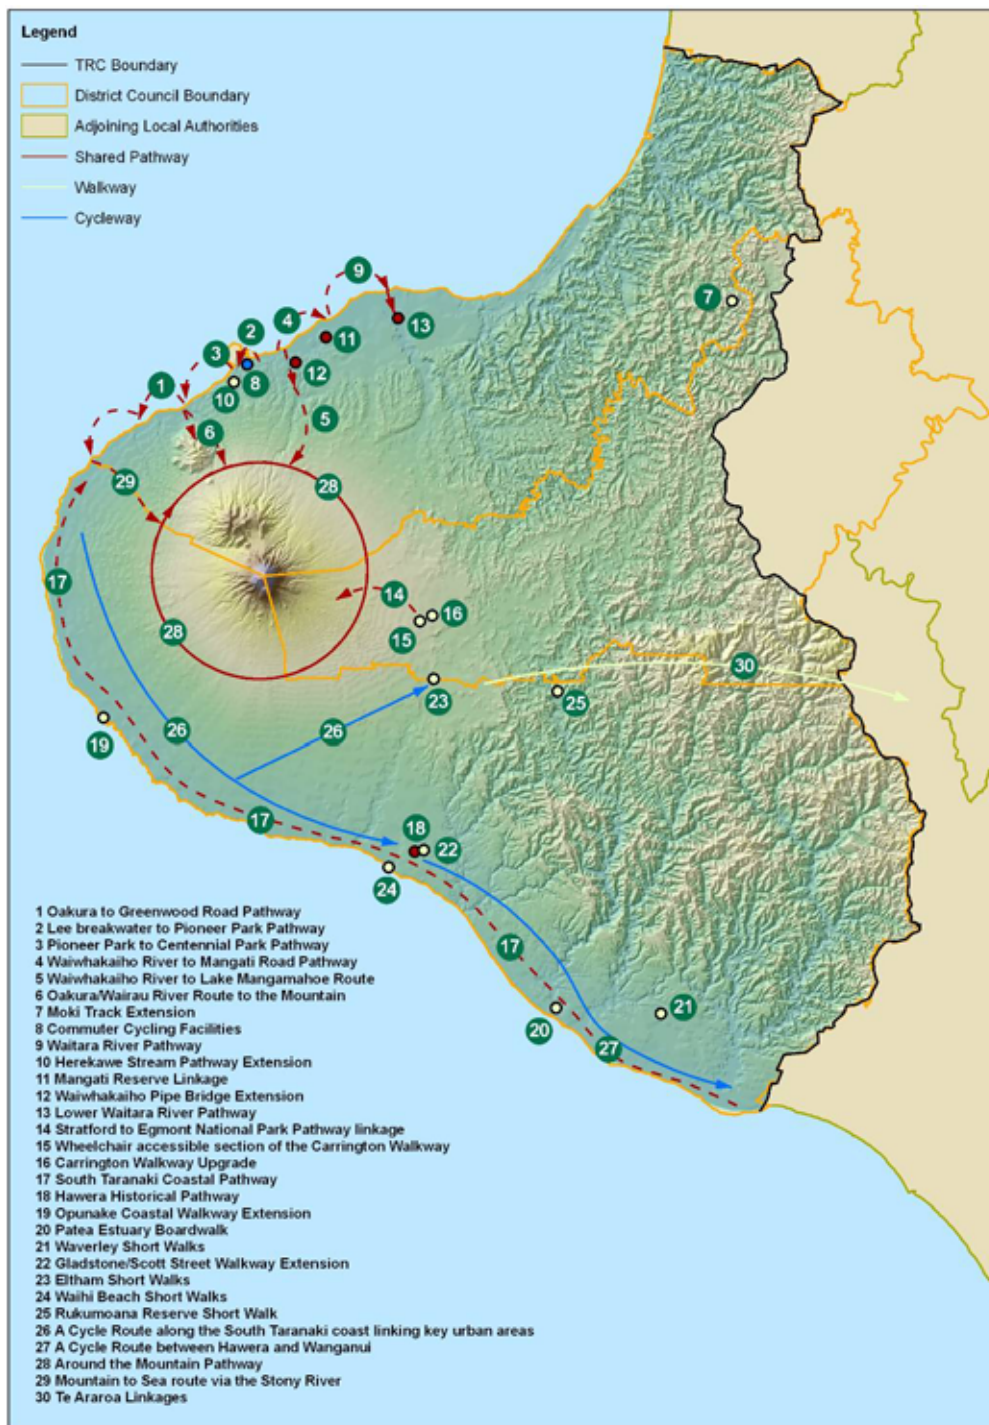 Legend
TRC Boundary
District Council Boundary
Adjoining Local Authorities
Shared Pathway
Walkway
Cycleway
9
7
2
4
13
3
11
12
8
1
10
5
6
29
28
17
14
16
15
28
30
23
25
26
26
19
17
18
22
24
17
21
20
27
1 Oakura to Greenwood Road Pathway
2 Lee breakwater to Pioneer Park Pathway
3 Pioneer Park to Centennial Park Pathway
4 Waiwhakaiho River to Mangati Road Pathway
5 Waiwhakaiho River to Lake Mangamahoe Route
6 Oakura/Wairau River Route to the Mountain
7 Moki Track Extension
8 Commuter Cycling Facilities
9 Waitara River Pathway
10 Herekawe Stream Pathway Extension
11 Mangati Reserve Linkage
12 Waiwhakaiho Pipe Bridge Extension
13 Lower Waitara River Pathway
14 Stratford to Egmont National Park Pathway linkage
15 Wheelchair accessible section of the Carrington Walkway
16 Carrington Walkway Upgrade
17 South Taranaki Coastal Pathway
18 Hawera Historical Pathway
19 Opunake Coastal Walkway Extension
20 Patea Estuary Boardwalk
21 Waverley Short Walks
22 Gladstone/Scott Street Walkway Extension
23 Eltham Short Walks
24 Waihi Beach Short Walks
25 Rukumoana Reserve Short Walk
26 A Cycle Route along the South Taranaki coast linking key urban areas
27 A Cycle Route between Hawera and Wanganui
28 Around the Mountain Pathway
29 Mountain to Sea route via the Stony River
30 Te Araroa Linkages